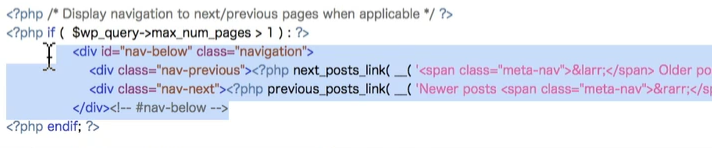 <?php /* Display navigation to next/previous pages when applicable */ ?>
<?php if ( $wp_query->max_num_pages > 1 ) : ?>
<div id="nav-below" class="navigation">
<div class="nav-previous"><?php next_posts_link( __( '<span class="meta-nav">&larr;</span> Older po
<div class="nav-next"><?php previous_posts_link( __( 'Newer posts <span class="meta-nav">&rarr;</sp
</div><!-- #nav-below -->
<?php endif; ?>